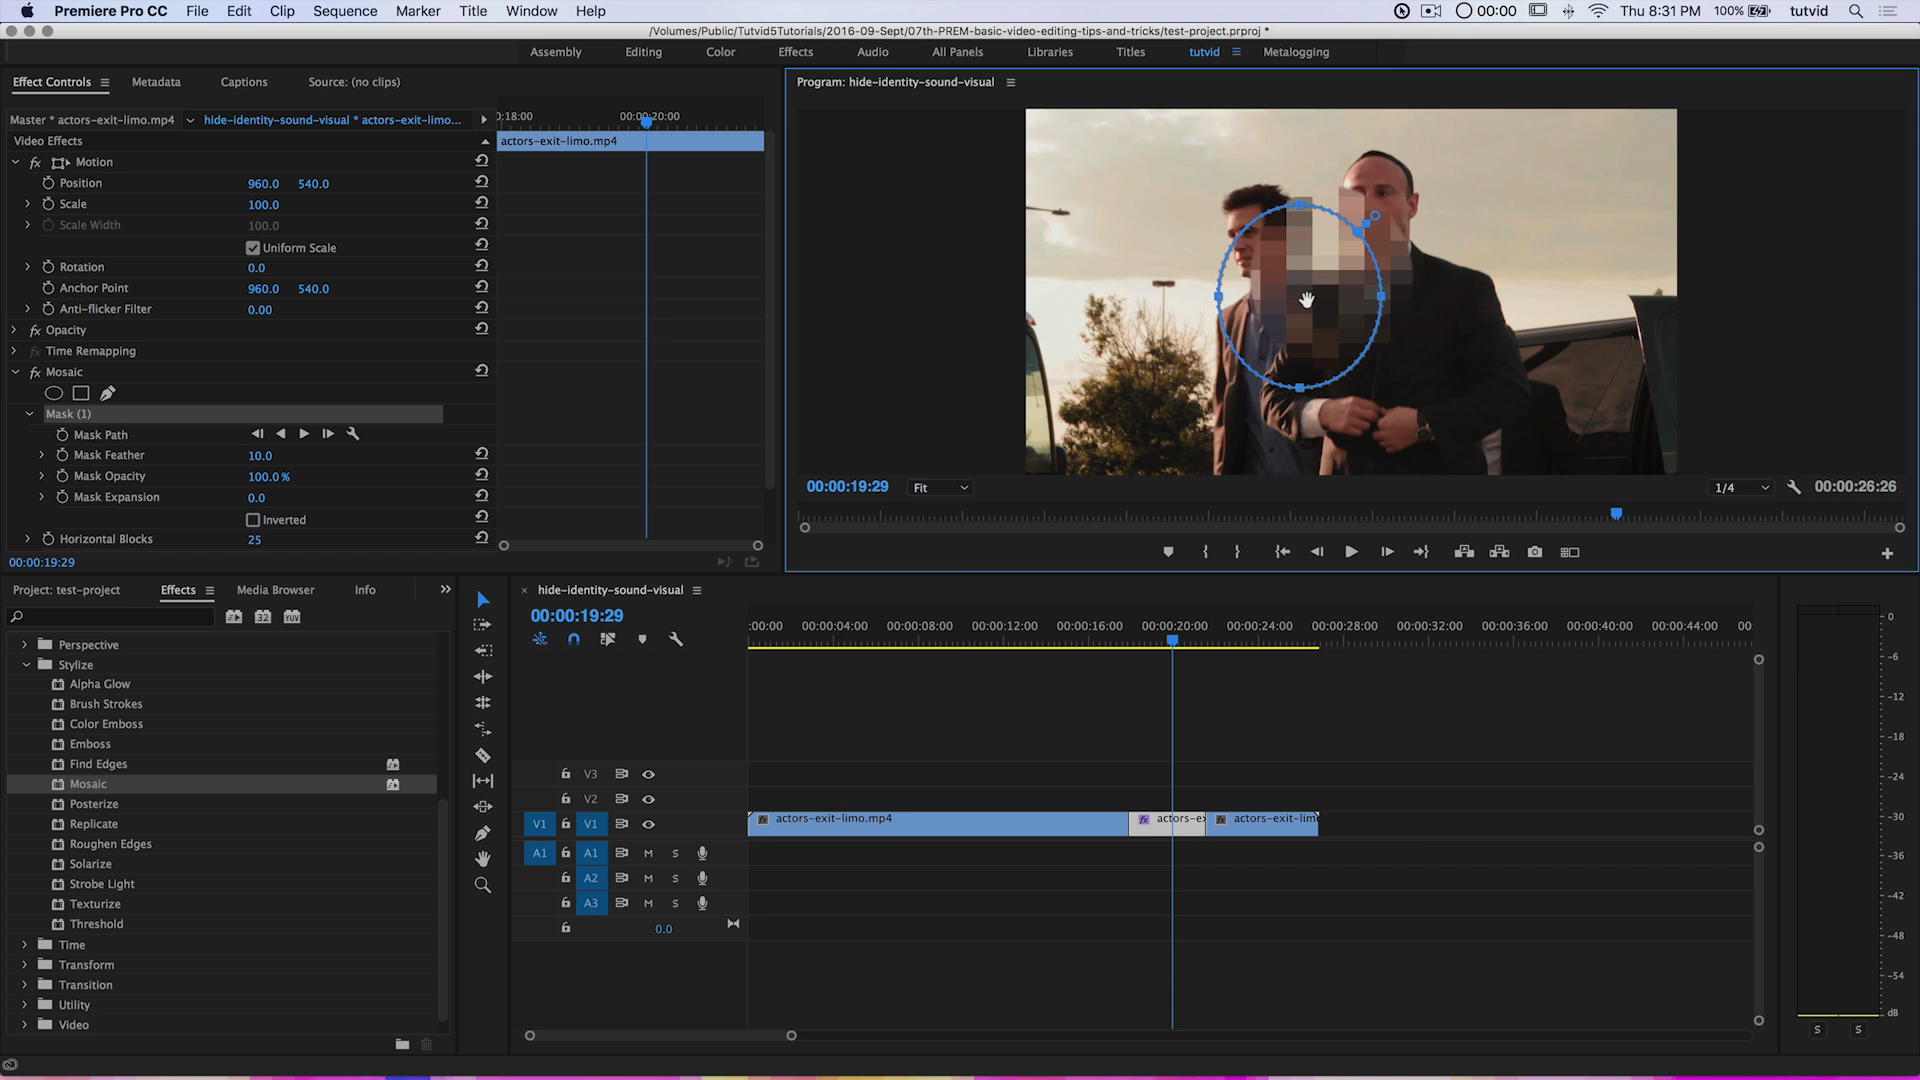 Premiere Pro CC File Edit Clip Sequence Marker Title Window Help 00:00 Thu 8:31 PM 100% tutvid
/Volumes/Public/Tutvid5Tutorials/2016-09-Sept/07th-PREM-basic-video-editing-tips-and-tricks/test-project.prproj *
Assembly Editing Color Effects Audio All Panels Libraries Titles tutvid Metalogging
Effect Controls Metadata Captions Source: (no clips)
Program: hide-identity-sound-visual
Master * actors-exit-limo.mp4 hide-identity-sound-visual * actors-exit-limo...
0:18:00 00:00:20:00
Video Effects
actors-exit-limo.mp4
fx Motion
Position 960.0 540.0
Scale 100.0
Scale Width 100.0
Uniform Scale
Rotation 0.0
Anchor Point 960.0 540.0
Anti-flicker Filter 0.00
fx Opacity
fx Time Remapping
fx Mosaic
Mask (1)
Mask Path
Mask Feather 10.0
Mask Opacity 100.0 %
Mask Expansion 0.0
Inverted
Horizontal Blocks 25
00:00:19:29
00:00:19:29 Fit 1/4 00:00:26:26
Project: test-project Effects Media Browser Info
32 YUV
Perspective
Stylize
Alpha Glow
Brush Strokes
Color Emboss
Emboss
Find Edges
Mosaic
Posterize
Replicate
Roughen Edges
Solarize
Strobe Light
Texturize
Threshold
Time
Transform
Transition
Utility
Video
hide-identity-sound-visual
00:00:19:29
:00:00 00:00:04:00 00:00:08:00 00:00:12:00 00:00:16:00 00:00:20:00 00:00:24:00 00:00:28:00 00:00:32:00 00:00:36:00 00:00:40:00 00:00:44:00 00:
V3
V2
V1 V1 fx actors-exit-limo.mp4 fx actors-ex fx actors-exit-lim
A1 A1 M S
A2 M S
A3 M S
0.0
0
-6
-12
-18
-24
-30
-36
-42
-48
-54
dB
S S